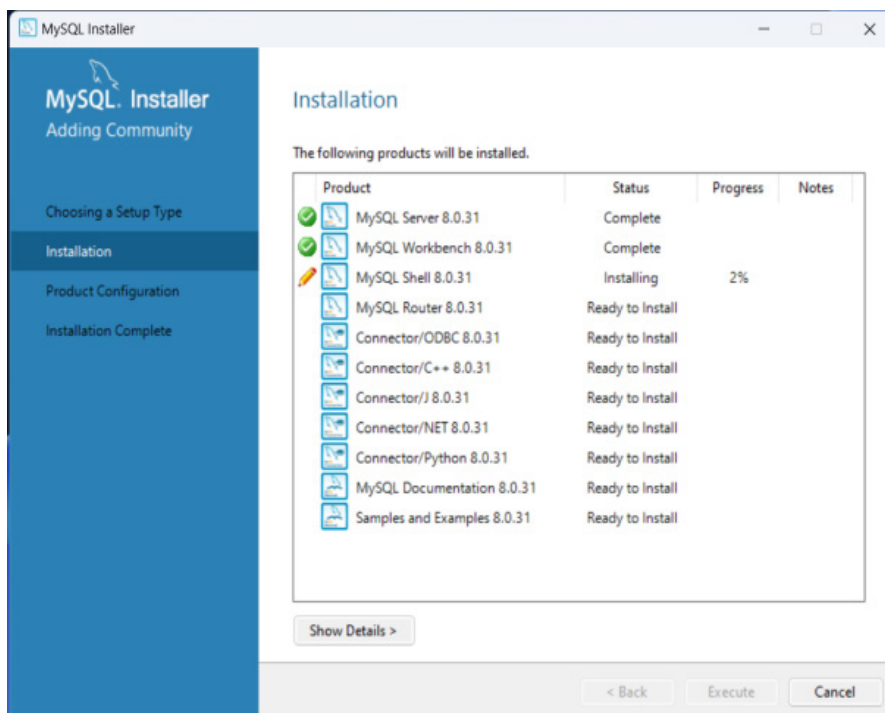 MySQL Installer
MySQL. Installer
Adding Community
Choosing a Setup Type
Installation
Product Configuration
Installation Complete
Installation
The following products will be installed.
Product Status Progress Notes
MySQL Server 8.0.31 Complete
MySQL Workbench 8.0.31 Complete
MySQL Shell 8.0.31 Installing 2%
MySQL Router 8.0.31 Ready to Install
Connector/ODBC 8.0.31 Ready to Install
Connector/C++ 8.0.31 Ready to Install
Connector/J 8.0.31 Ready to Install
Connector/NET 8.0.31 Ready to Install
Connector/Python 8.0.31 Ready to Install
MySQL Documentation 8.0.31 Ready to Install
Samples and Examples 8.0.31 Ready to Install
Show Details >
< Back Execute Cancel